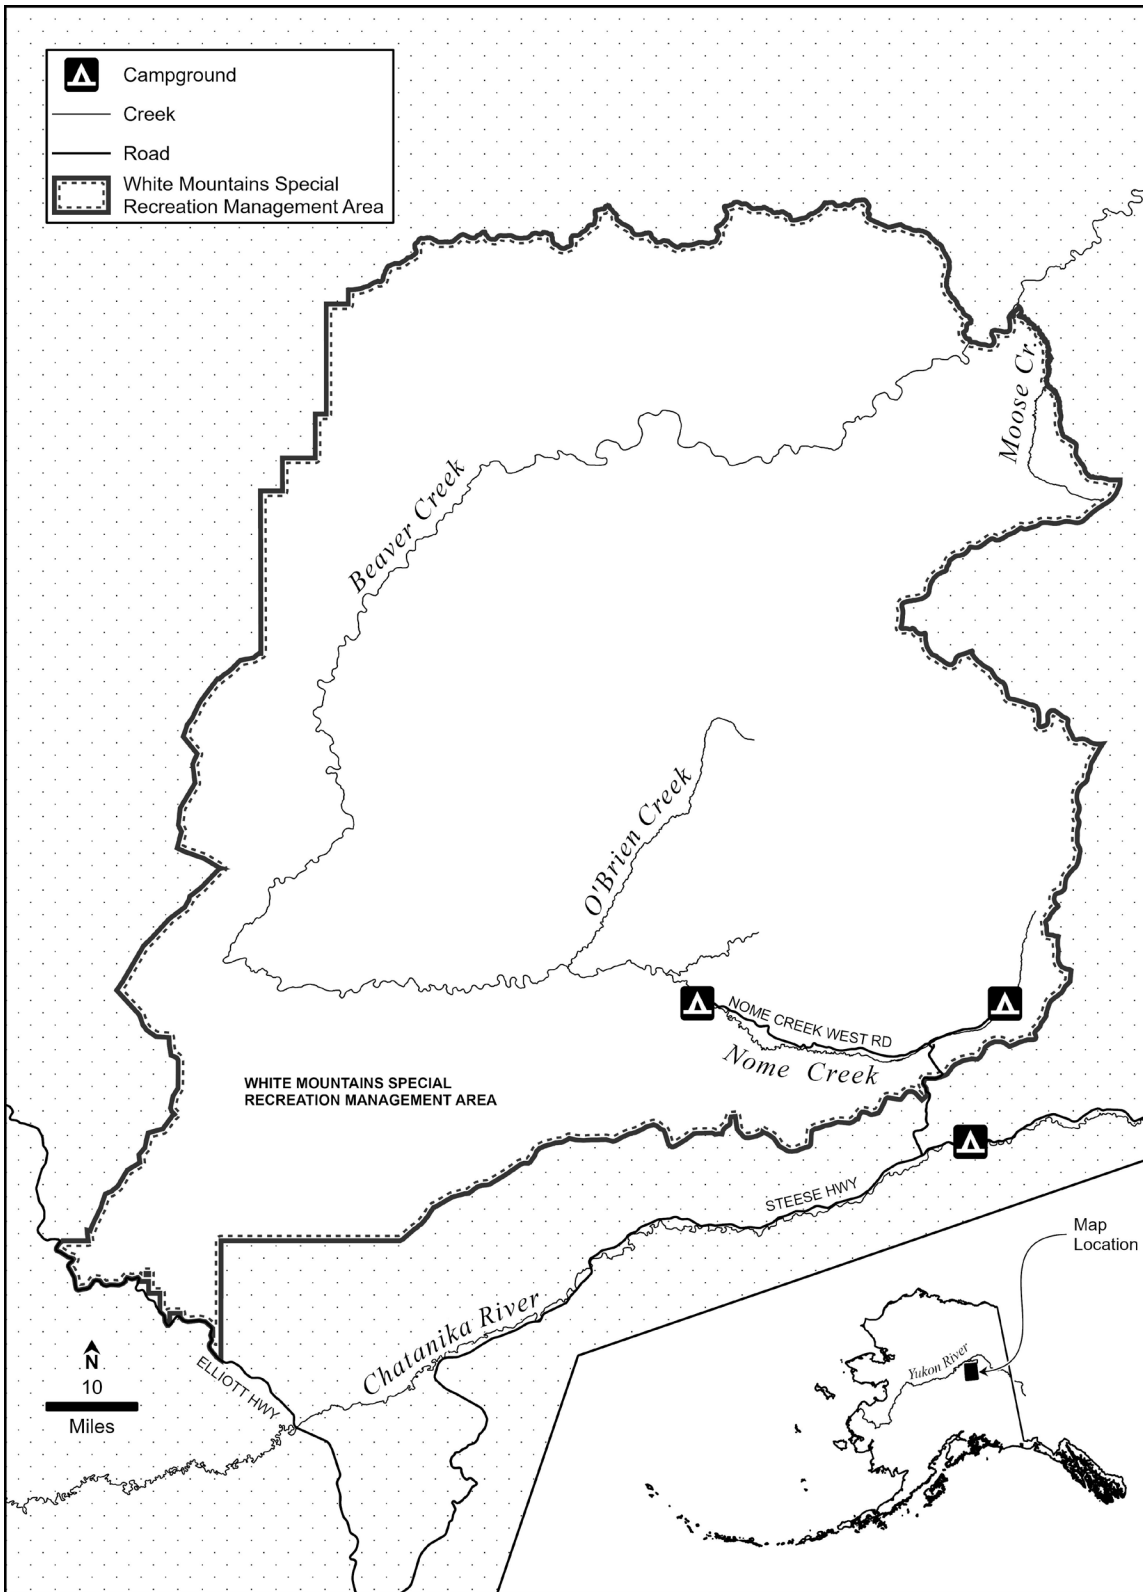 Campground
Creek
Road
White Mountains Special
Recreation Management Area
Moose Cr.
Beaver Creek
O'Brien Creek
NOME CREEK WEST RD
Nome Creek
WHITE MOUNTAINS SPECIAL
RECREATION MANAGEMENT AREA
STEESE HWY
Map
Location
Chatanika River
ELLIOTT HWY
N
10
Miles
Yukon River